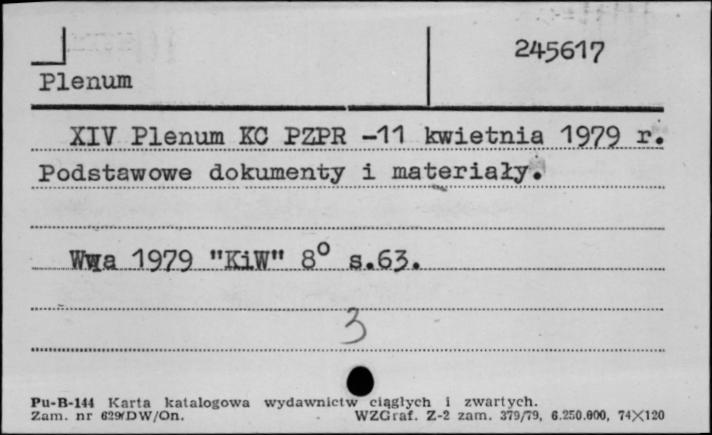 245617
Plenum
XIV Plenum KC PZPR -11 kwietnia 1979 r.
Podstawowe dokumenty i materiały.
Wwa 1979 "KiW" 8° s.63.
3
Pu-B-144 Karta katalogowa wydawnictw ciągłych i zwartych.
Zam. nr 629/DW/On. WZGraf. Z-2 zam. 379/79, 6.250.000, 74X120